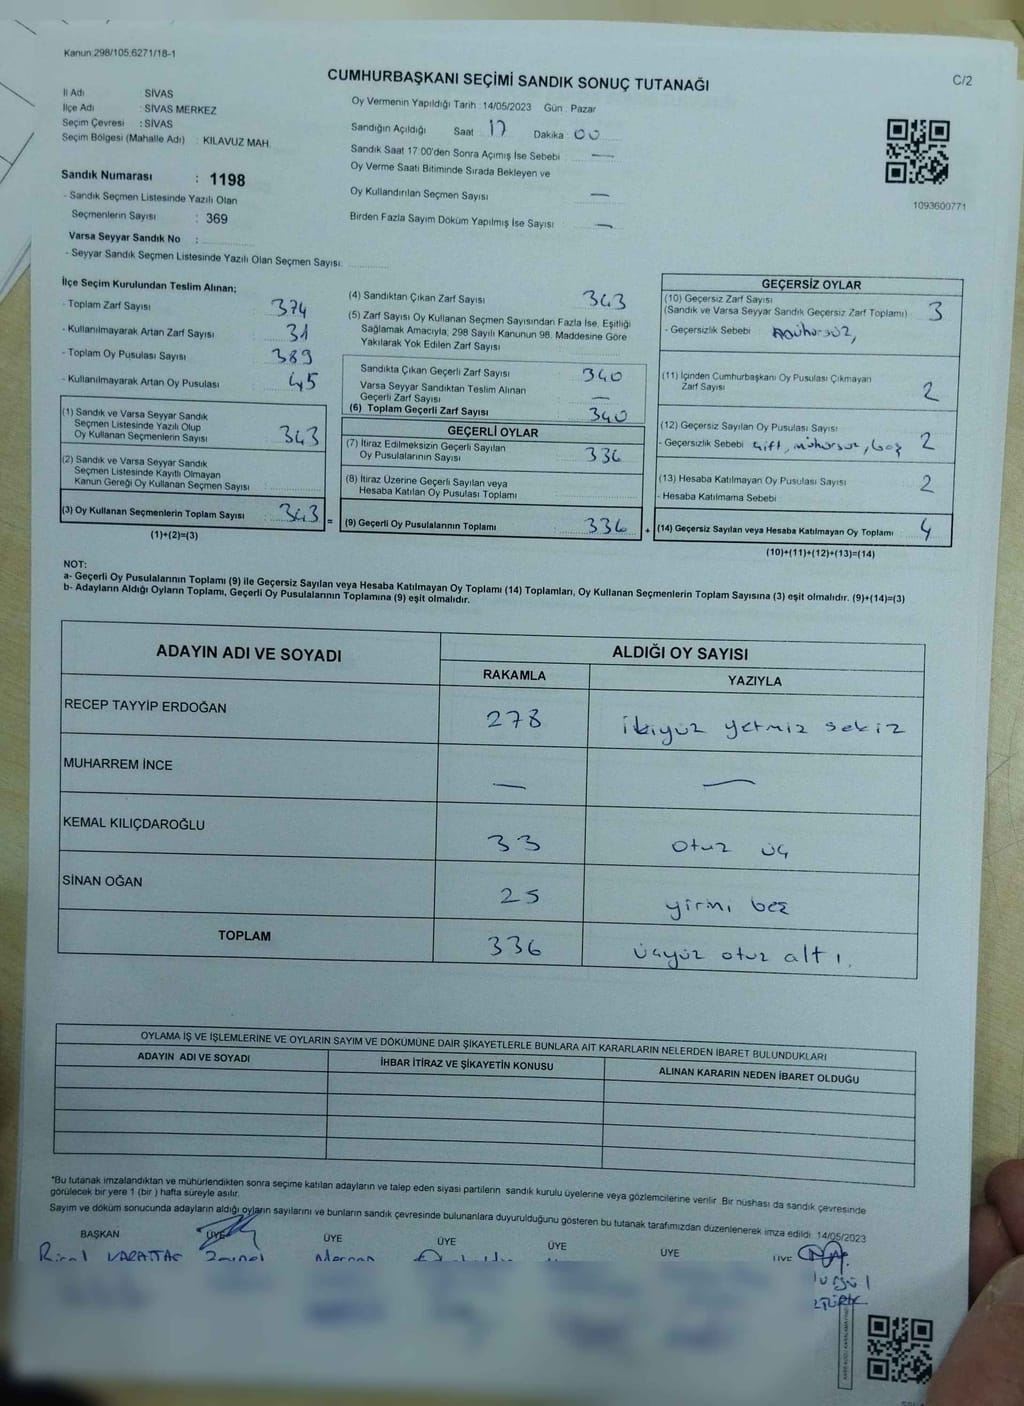 Kanun:298/105,6271/18-1
C/2
CUMHURBAŞKANI SEÇİMİ SANDIK SONUÇ TUTANAĞI
İl Adı SİVAS
İlçe Adı : SİVAS MERKEZ
Seçim Çevresi : SİVAS
Seçim Bölgesi (Mahalle Adı) : KILAVUZ MAH.
Sandık Numarası : 1198
- Sandık Seçmen Listesinde Yazılı Olan
Seçmenlerin Sayısı : 369
Varsa Seyyar Sandık No :
- Seyyar Sandık Seçmen Listesinde Yazılı Olan Seçmen Sayısı:
Oy Vermenin Yapıldığı Tarih :14/05/2023 Gün : Pazar
Sandığın Açıldığı Saat 17 Dakika : 00
Sandık Saat 17:00'den Sonra Açımış İse Sebebi —
Oy Verme Saati Bitiminde Sırada Bekleyen ve
Oy Kullandırılan Seçmen Sayısı —
Birden Fazla Sayım Döküm Yapılmış İse Sayısı —
1093600771
İlçe Seçim Kurulundan Teslim Alınan;
- Toplam Zarf Sayısı 374
- Kullanılmayarak Artan Zarf Sayısı 31
- Toplam Oy Pusulası Sayısı 389
- Kullanılmayarak Artan Oy Pusulası 45
(1) Sandık ve Varsa Seyyar Sandık
Seçmen Listesinde Yazılı Olup
Oy Kullanan Seçmenlerin Sayısı 343
(2) Sandık ve Varsa Seyyar Sandık
Seçmen Listesinde Kayıtlı Olmayan
Kanun Gereği Oy Kullanan Seçmen Sayısı
(3) Oy Kullanan Seçmenlerin Toplam Sayısı 343 =
(1)+(2)=(3)
(4) Sandıktan Çıkan Zarf Sayısı 343
(5) Zarf Sayısı Oy Kullanan Seçmen Sayısından Fazla İse, Eşitliği
Sağlamak Amacıyla, 298 Sayılı Kanunun 98. Maddesine Göre
Yakılarak Yok Edilen Zarf Sayısı
Sandıkta Çıkan Geçerli Zarf Sayısı 340
Varsa Seyyar Sandıktan Teslim Alınan
Geçerli Zarf Sayısı —
(6) Toplam Geçerli Zarf Sayısı 340
GEÇERLİ OYLAR
(7) İtiraz Edilmeksizin Geçerli Sayılan
Oy Pusulalarının Sayısı 336
(8) İtiraz Üzerine Geçerli Sayılan veya
Hesaba Katılan Oy Pusulası Toplamı
(9) Geçerli Oy Pusulalarının Toplamı 336 +
GEÇERSİZ OYLAR
(10) Geçersiz Zarf Sayısı 3
(Sandık ve Varsa Seyyar Sandık Geçersiz Zarf Toplamı)
- Geçersizlik Sebebi
(11) İçinden Cumhurbaşkanı Oy Pusulası Çıkmayan
Zarf Sayısı 2
(12) Geçersiz Sayılan Oy Pusulası Sayısı 2
- Geçersizlik Sebebi Çift, mühürsüz, boş
(13) Hesaba Katılmayan Oy Pusulası Sayısı 2
- Hesaba Katılmama Sebebi
(14) Geçersiz Sayılan veya Hesaba Katılmayan Oy Toplamı 4
(10)+(11)+(12)+(13)=(14)
NOT:
a- Geçerli Oy Pusulalarının Toplamı (9) ile Geçersiz Sayılan veya Hesaba Katılmayan Oy Toplamı (14) Toplamları, Oy Kullanan Seçmenlerin Toplam Sayısına (3) eşit olmalıdır. (9)+(14)=(3)
b- Adayların Aldığı Oyların Toplamı, Geçerli Oy Pusulalarının Toplamına (9) eşit olmalıdır.
ADAYIN ADI VE SOYADI
ALDIĞI OY SAYISI
RAKAMLA YAZIYLA
RECEP TAYYİP ERDOĞAN 278 ikiyüz yetmiz sekiz
MUHARREM İNCE — —
KEMAL KILIÇDAROĞLU 33 otuz üç
SİNAN OĞAN 25 yirmi beş
TOPLAM 336 üçyüz otuz altı.
OYLAMA İŞ VE İŞLEMLERİNE VE OYLARIN SAYIM VE DÖKÜMÜNE DAİR ŞİKAYETLERLE BUNLARA AİT KARARLARIN NELERDEN İBARET BULUNDUKLARI
ADAYIN ADI VE SOYADI İHBAR İTİRAZ VE ŞİKAYETİN KONUSU ALINAN KARARIN NEDEN İBARET OLDUĞU
*Bu tutanak imzalandıktan ve mühürlendikten sonra seçime katılan adayların ve talep eden siyasi partilerin sandık kurulu üyelerine veya gözlemcilerine verilir. Bir nüshası da sandık çevresinde
görülecek bir yere 1 (bir ) hafta süreyle asılır.
Sayım ve döküm sonucunda adayların aldığı oyların sayılarını ve bunların sandık çevresinde bulunanlara duyurulduğunu gösteren bu tutanak tarafımızdan düzenlenerek imza edildi. 14/05/2023
BAŞKAN ÜYE ÜYE ÜYE ÜYE ÜYE ÜYE